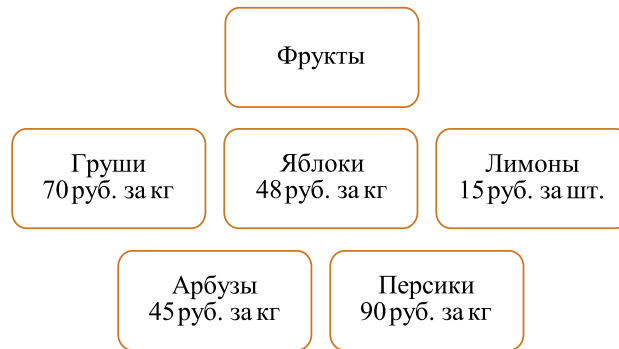 Фрукты
Груши
70 руб. за кг
Яблоки
48 руб. за кг
Лимоны
15 руб. за шт.
Арбузы
45 руб. за кг
Персики
90 руб. за кг